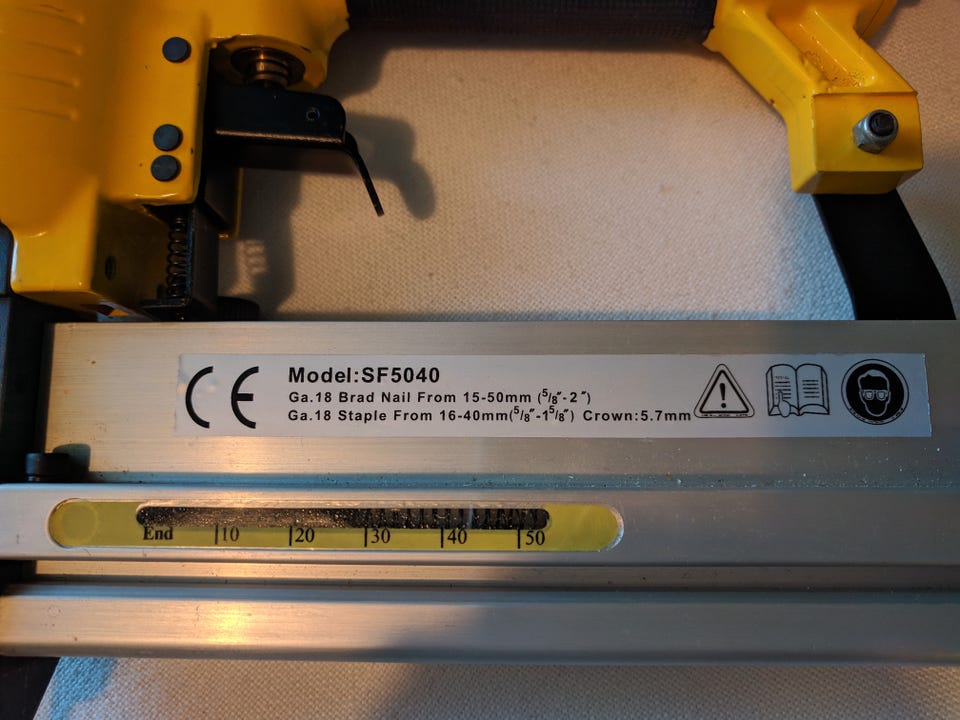 CE
Model:SF5040
Ga.18 Brad Nail From 15-50mm (5/8"-2")
Ga.18 Staple From 16-40mm(5/8"-15/8") Crown:5.7mm
End |10 |20 |30 |40 |50